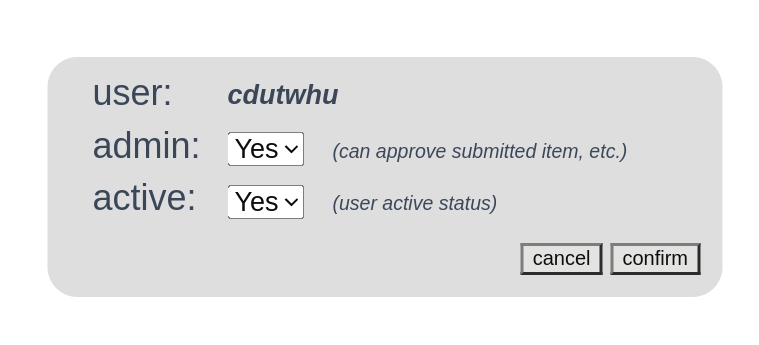 user: cdutwhu
admin: Yes (can approve submitted item, etc.)
active: Yes (user active status)
cancel confirm